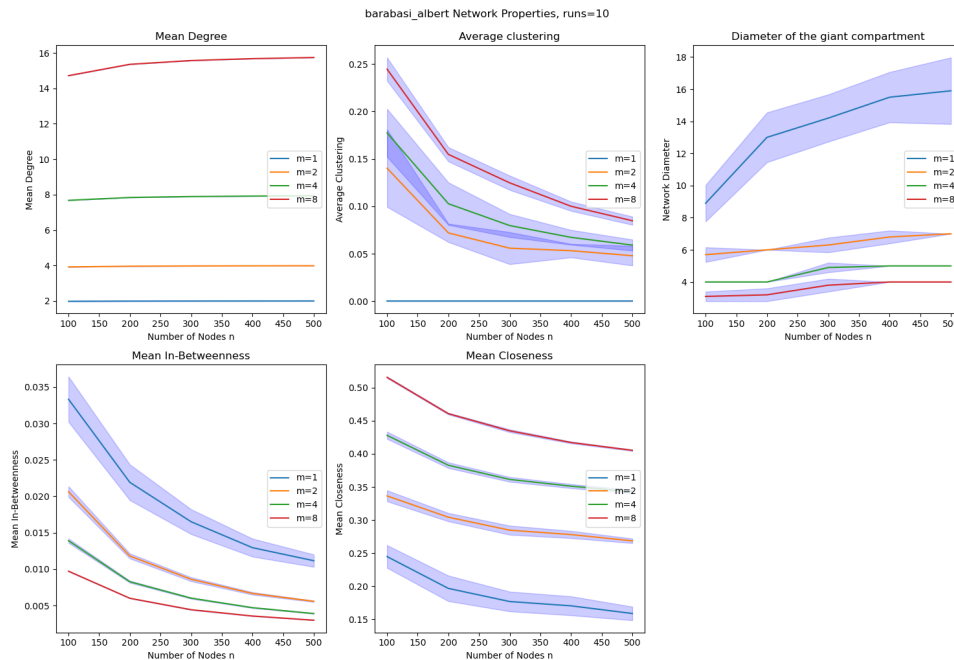 barabasi_albert Network Properties, runs=10
Mean Degree
Mean Degree
16
14
12
10
8
6
4
2
m=1
m=2
m=4
m=8
100 150 200 250 300 350 400 450 500
Number of Nodes n
Average clustering
Average Clustering
0.25
0.20
0.15
0.10
0.05
0.00
m=1
m=2
m=4
m=8
100 150 200 250 300 350 400 450 500
Number of Nodes n
Diameter of the giant compartment
Network Diameter
18
16
14
12
10
8
6
4
m=1
m=2
m=4
m=8
100 150 200 250 300 350 400 450 500
Number of Nodes n
Mean In-Betweenness
Mean In-Betweenness
0.035
0.030
0.025
0.020
0.015
0.010
0.005
m=1
m=2
m=4
m=8
100 150 200 250 300 350 400 450 500
Number of Nodes n
Mean Closeness
Mean Closeness
0.50
0.45
0.40
0.35
0.30
0.25
0.20
0.15
m=1
m=2
m=4
m=8
100 150 200 250 300 350 400 450 500
Number of Nodes n